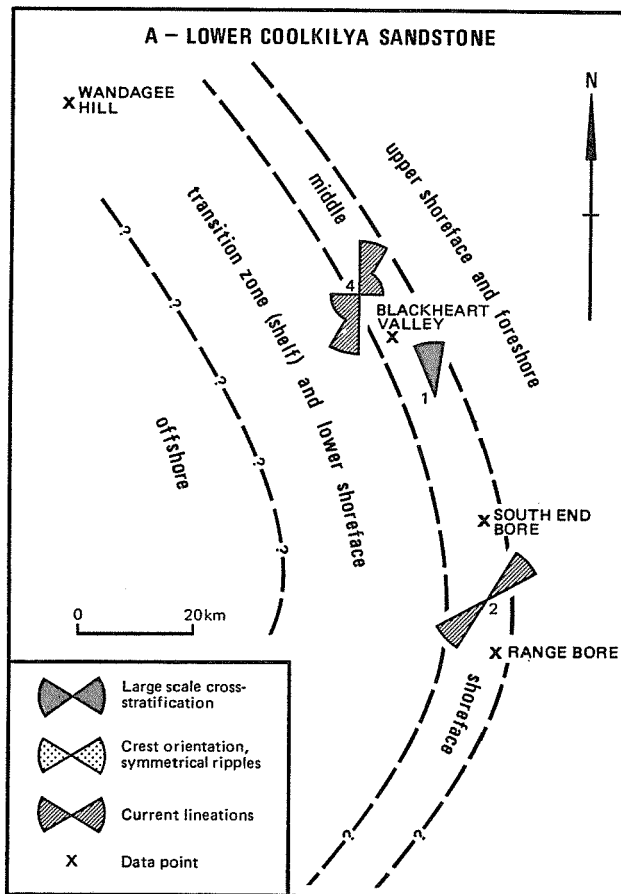 A – LOWER COOLKILYA SANDSTONE
X WANDAGEE
HILL
N
middle
upper shoreface and foreshore
transition zone (shelf) and lower shoreface
4
BLACKHEART
VALLEY
X
1
offshore
?
?
?
?
?
X SOUTH END
BORE
2
0 20 km
X RANGE BORE
shoreface
?
?
Large scale cross-
stratification
Crest orientation,
symmetrical ripples
Current lineations
X Data point